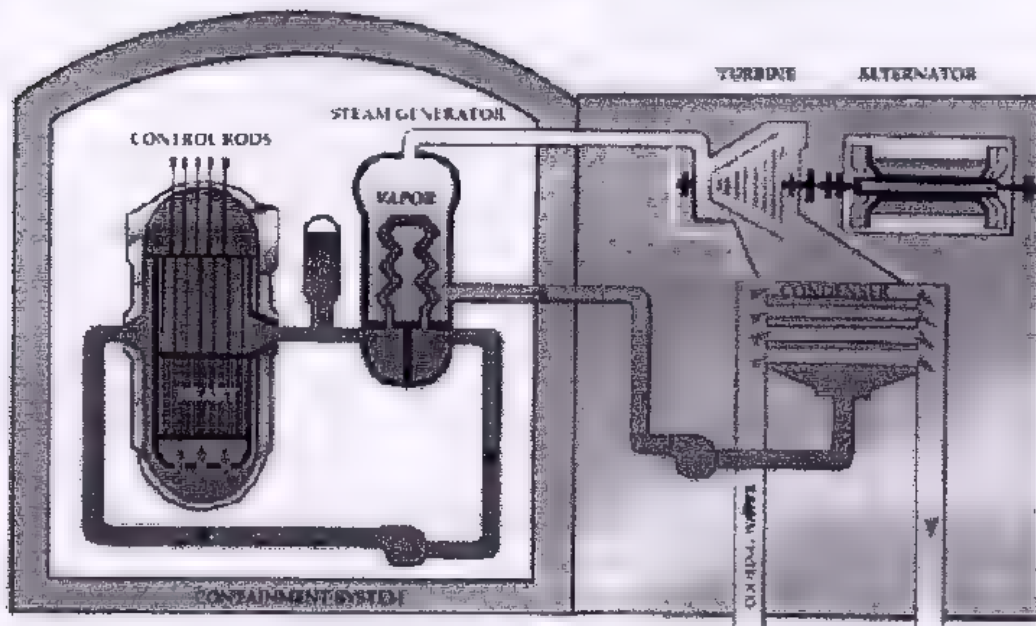 TURBINE
ALTERNATOR
STEAM GENERATOR
CONTROL RODS
VAPOR
CONDENSER
COOLING WATER
CONTAINMENT SYSTEM